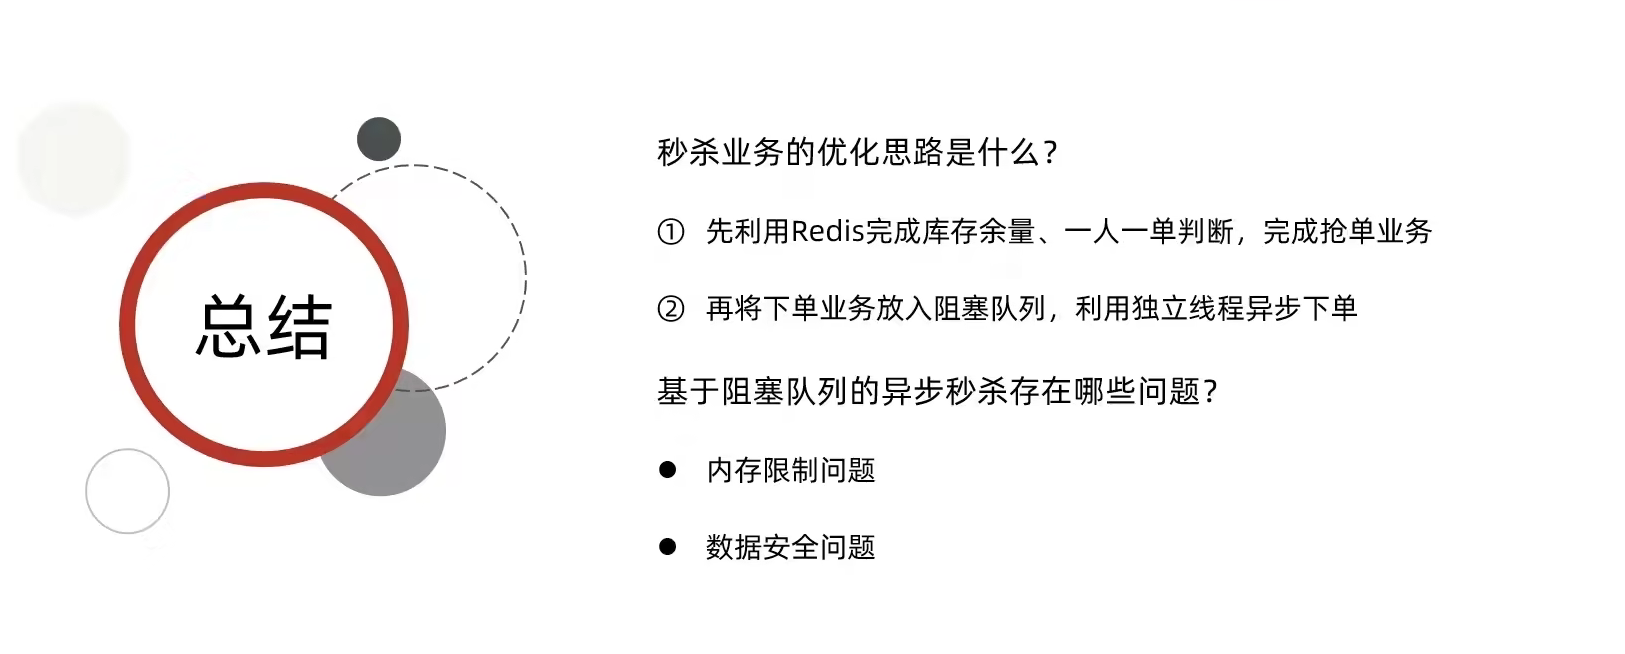 总结
秒杀业务的优化思路是什么？
① 先利用Redis完成库存余量、一人一单判断，完成抢单业务
② 再将下单业务放入阻塞队列，利用独立线程异步下单
基于阻塞队列的异步秒杀存在哪些问题？
● 内存限制问题
● 数据安全问题